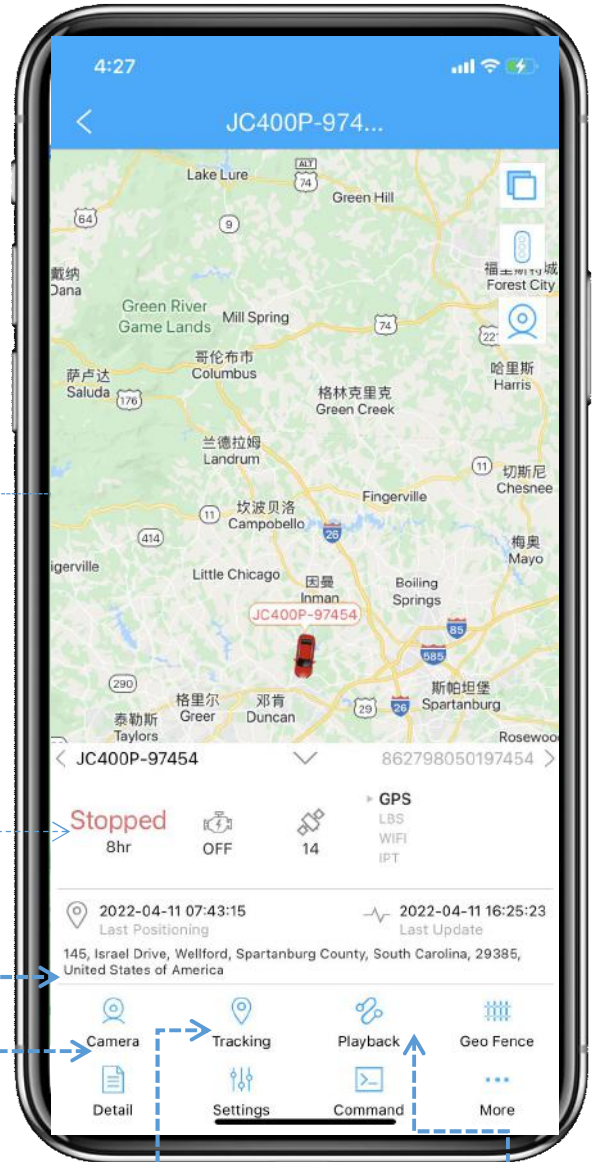 4:27
JC400P-974...
Lake Lure
ALT
74
Green Hill
64
9
戴纳
Dana
Forest City
Green River
Game Lands
Mill Spring
74
221
哥伦布市
Columbus
萨卢达
Saluda
176
哈里斯
Harris
格林克里克
Green Creek
兰德拉姆
Landrum
11
切斯尼
Chesnee
Fingerville
11
坎波贝洛
Campobello
26
414
梅奥
Mayo
igerville
Little Chicago
因曼
Inman
Boiling
Springs
JC400P-97454
85
585
290
格里尔
Greer
邓肯
Duncan
29
26
斯帕坦堡
Spartanburg
泰勒斯
Taylors
Rosewoo
JC400P-97454
862798050197454
Stopped
8hr
OFF
14
GPS
LBS
WIFI
IPT
2022-04-11 07:43:15
Last Positioning
2022-04-11 16:25:23
Last Update
145, Israel Drive, Wellford, Spartanburg County, South Carolina, 29385,
United States of America
Camera
Tracking
Playback
Geo Fence
Detail
Settings
Command
More